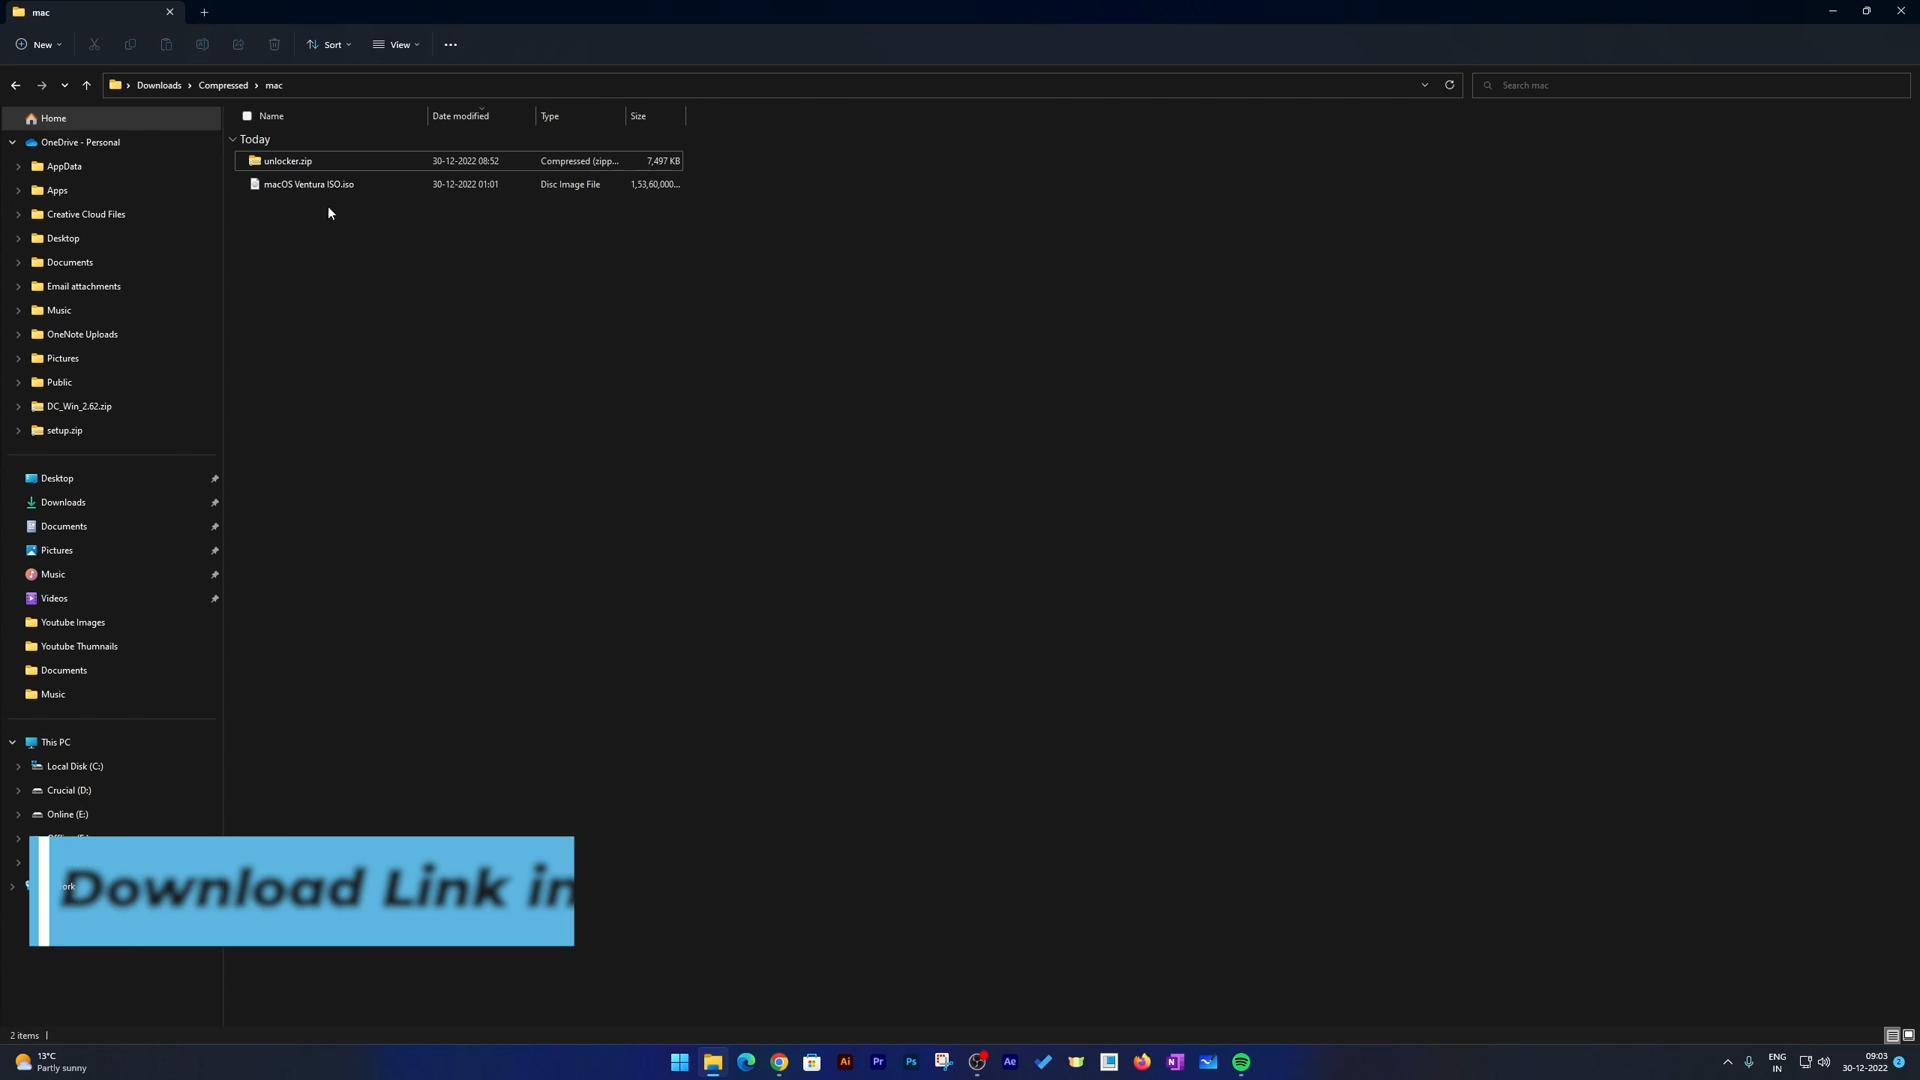 mac
New
Sort
View
Downloads
Compressed
mac
Search mac
Home
OneDrive - Personal
AppData
Apps
Creative Cloud Files
Desktop
Documents
Email attachments
Music
OneNote Uploads
Pictures
Public
DC_Win_2.62.zip
setup.zip
Desktop
Downloads
Documents
Pictures
Music
Videos
Youtube Images
Youtube Thumnails
Documents
Music
This PC
Local Disk (C:)
Crucial (D:)
Online (E:)
Name Date modified Type Size
Today
unlocker.zip 30-12-2022 08:52 Compressed (zipp... 7,497 KB
macOS Ventura ISO.iso 30-12-2022 01:01 Disc Image File 1,53,60,000...
Download Link in
2 items
13°C
Partly sunny
Ai
Pr
Ps
Ae
N
ENG
IN
09:03
30-12-2022
2